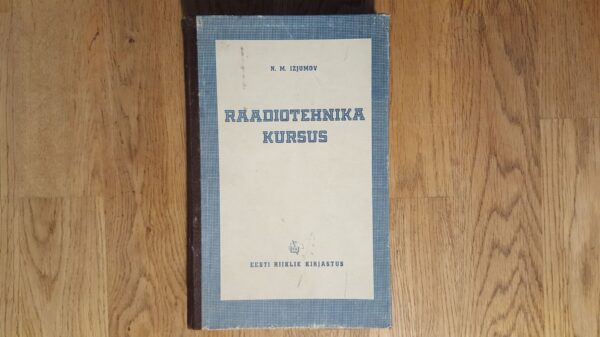 N. M. IZJUMOV
RAADIOTEHNIKA
KURSUS
EESTI RIIKLIK KIRJASTUS